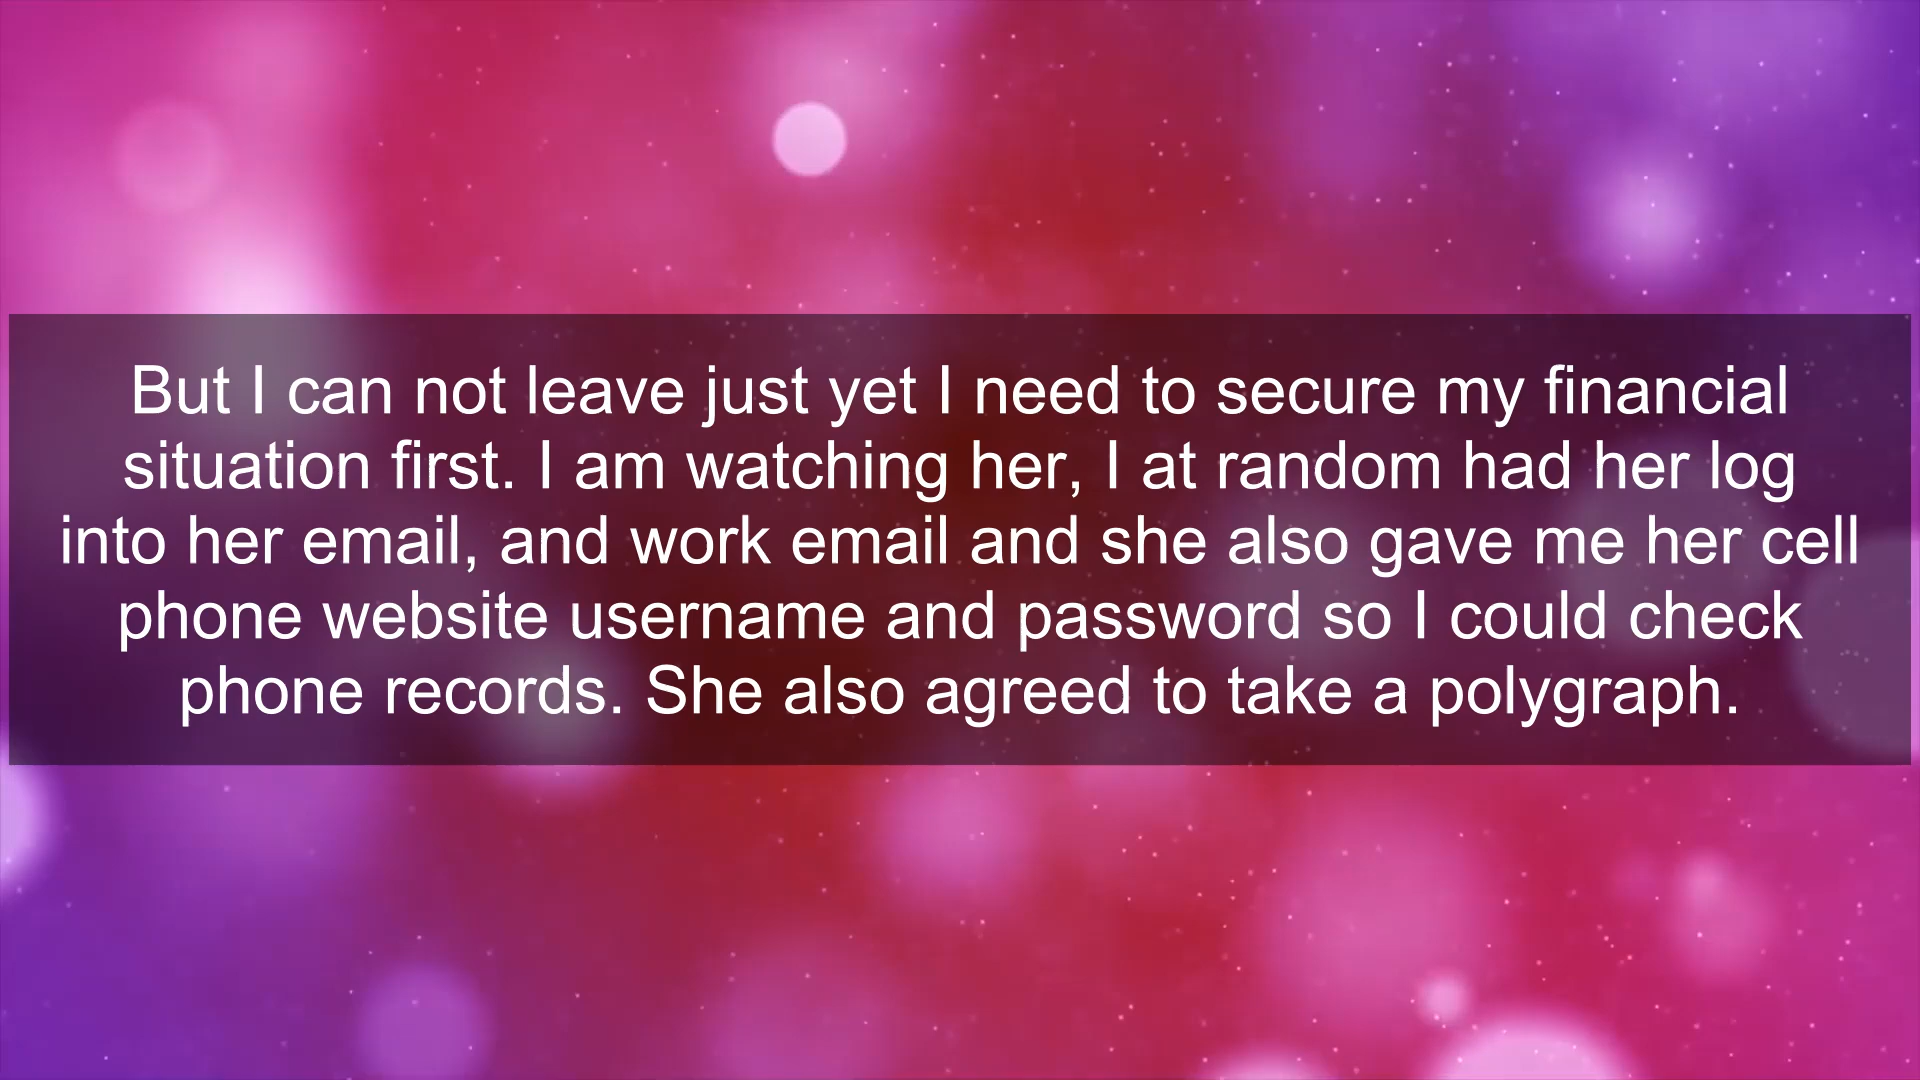 But I can not leave just yet I need to secure my financial
situation first. I am watching her, I at random had her log
into her email, and work email and she also gave me her cell
phone website username and password so I could check
phone records. She also agreed to take a polygraph.